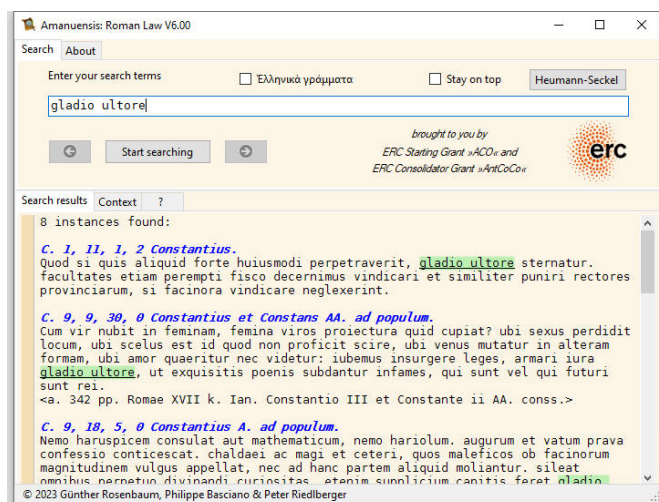 Amanuensis: Roman Law V6.00
Search About
Enter your search terms
Ἑλληνικά γράμματα
Stay on top
Heumann-Seckel
gladio ultore
Start searching
brought to you by
ERC Starting Grant »ACO« and
ERC Consolidator Grant »AntCoCo«
erc
Search results Context ?
8 instances found:
C. 1, 11, 1, 2 Constantius.
Quod si quis aliquid forte huiusmodi perpetraverit, gladio ultore sternatur.
facultates etiam perempti fisco decernimus vindicari et similiter puniri rectores
provinciarum, si facinora vindicare neglexerint.
C. 9, 9, 30, 0 Constantius et Constans AA. ad populum.
Cum vir nubit in feminam, femina viros proiectura quid cupiat? ubi sexus perdidit
locum, ubi scelus est id quod non proficit scire, ubi venus mutatur in alteram
formam, ubi amor quaeritur nec videtur: iubemus insurgere leges, armari iura
gladio ultore, ut exquisitis poenis subdantur infames, qui sunt vel qui futuri
sunt rei.
<a. 342 pp. Romae XVII k. Ian. Constantio III et Constante ii AA. conss.>
C. 9, 18, 5, 0 Constantius A. ad populum.
Nemo haruspicem consulat aut mathematicum, nemo hariolum. augurum et vatum prava
confessio conticescat. chaldaei ac magi et ceteri, quos maleficos ob facinorum
magnitudinem vulgus appellat, nec ad hanc partem aliquid moliantur. sileat
omnibus perpetuo divinandi curiositas. etenim supplicium capitis feret gladio
© 2023 Günther Rosenbaum, Philippe Basciano & Peter Riedlberger